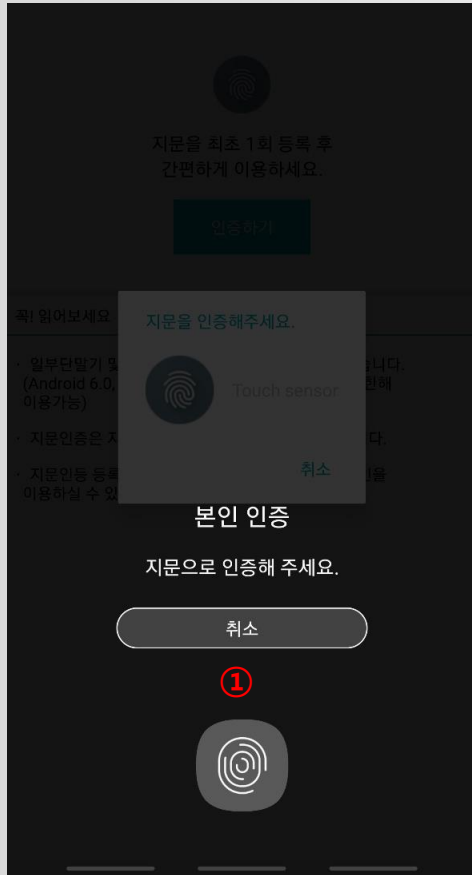 지문을 최초 1회 등록 후
간편하게 이용하세요.
인증하기
꼭! 읽어보세요
지문을 인증해주세요.
· 일부단말기 및
(Android 6.0,
이용가능)
Touch sensor
· 지문인증은 지
취소
· 지문인등 등록
이용하실 수 있
본인 인증
지문으로 인증해 주세요.
취소
①